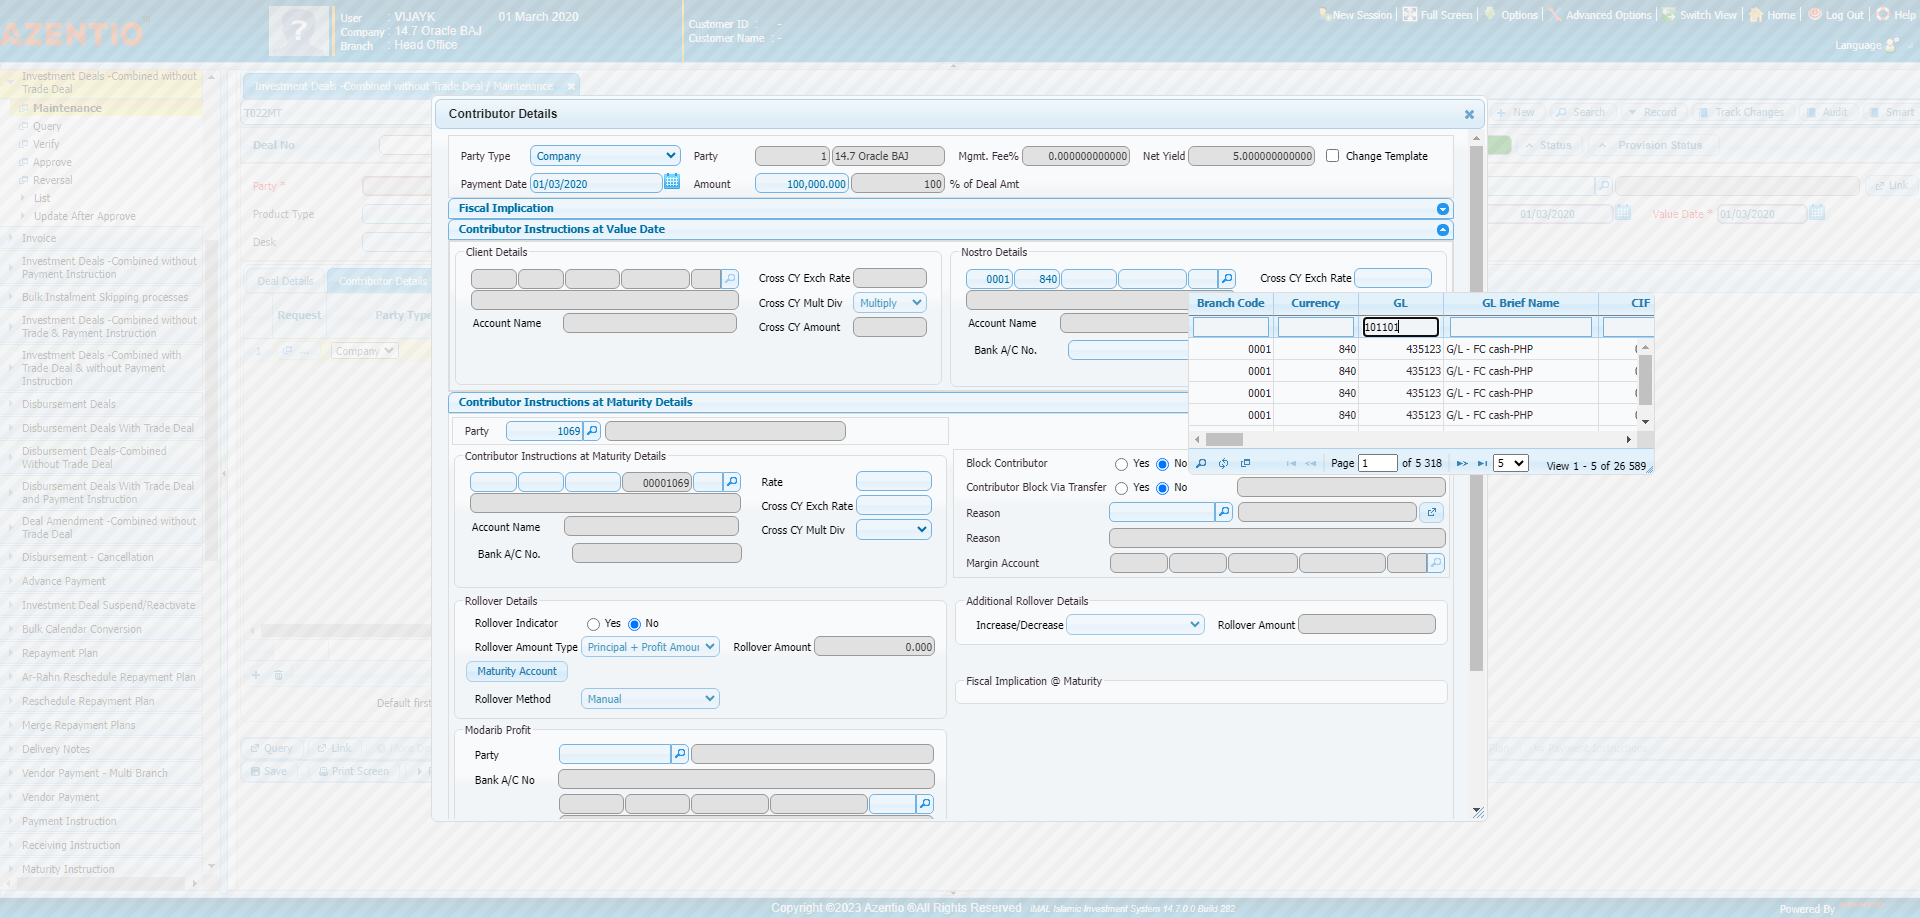 AZENTIO
User : VIJAYK 01 March 2020
Company : 14.7 Oracle BAJ
Branch : Head Office
Customer ID : -
Customer Name : -
New Session Full Screen Options Advanced Options Switch View Home Log Out Help
Language
Investment Deals -Combined without Trade Deal
Maintenance
Query
Verify
Approve
Reversal
List
Update After Approve
Invoice
Investment Deals -Combined without Payment Instruction
Bulk Instalment Skipping processes
Investment Deals -Combined without Trade & Payment Instruction
Investment Deals -Combined with Trade Deal & without Payment Instruction
Disbursement Deals
Disbursement Deals With Trade Deal
Disbursement Deals-Combined Without Trade Deal
Disbursement Deals With Trade Deal and Payment Instruction
Deal Amendment -Combined without Trade Deal
Disbursement - Cancellation
Advance Payment
Investment Deal Suspend/Reactivate
Bulk Calendar Conversion
Repayment Plan
Ar-Rahn Reschedule Repayment Plan
Reschedule Repayment Plan
Merge Repayment Plans
Delivery Notes
Vendor Payment - Multi Branch
Vendor Payment
Payment Instruction
Receiving Instruction
Maturity Instruction
Investment Deals -Combined without Trade Deal / Maintenance
T022MT
New Search Record Track Changes Audit Smart
Deal No
Status Provision Status
Party *
Link
Product Type
01/03/2020 Value Date * 01/03/2020
Desk
Deal Details Contributor Details
Request Party Type
1 ... Company
Default first
Query Link
Save Print Screen
Contributor Details
Party Type Company Party 1 14.7 Oracle BAJ Mgmt. Fee% 0.000000000000 Net Yield 5.000000000000 Change Template
Payment Date 01/03/2020 Amount 100,000.000 100 % of Deal Amt
Fiscal Implication
Contributor Instructions at Value Date
Client Details
Cross CY Exch Rate
Cross CY Mult Div Multiply
Account Name Cross CY Amount
Nostro Details
0001 840 Cross CY Exch Rate
Account Name
Bank A/C No.
Branch Code Currency GL GL Brief Name CIF
101101
0001 840 435123 G/L - FC cash-PHP
0001 840 435123 G/L - FC cash-PHP
0001 840 435123 G/L - FC cash-PHP
0001 840 435123 G/L - FC cash-PHP
Page 1 of 5 318 5 View 1 - 5 of 26 589
Contributor Instructions at Maturity Details
Party 1069
Contributor Instructions at Maturity Details
00001069 Rate
Cross CY Exch Rate
Account Name Cross CY Mult Div
Bank A/C No.
Block Contributor Yes No
Contributor Block Via Transfer Yes No
Reason
Reason
Margin Account
Rollover Details
Rollover Indicator Yes No
Rollover Amount Type Principal + Profit Amou Rollover Amount 0.000
Maturity Account
Rollover Method Manual
Additional Rollover Details
Increase/Decrease Rollover Amount
Fiscal Implication @ Maturity
Modarib Profit
Party
Bank A/C No
Copyright ©2023 Azentio ®All Rights Reserved iMAL Islamic Investment System 14.7.0.0 Build 282
Powered By